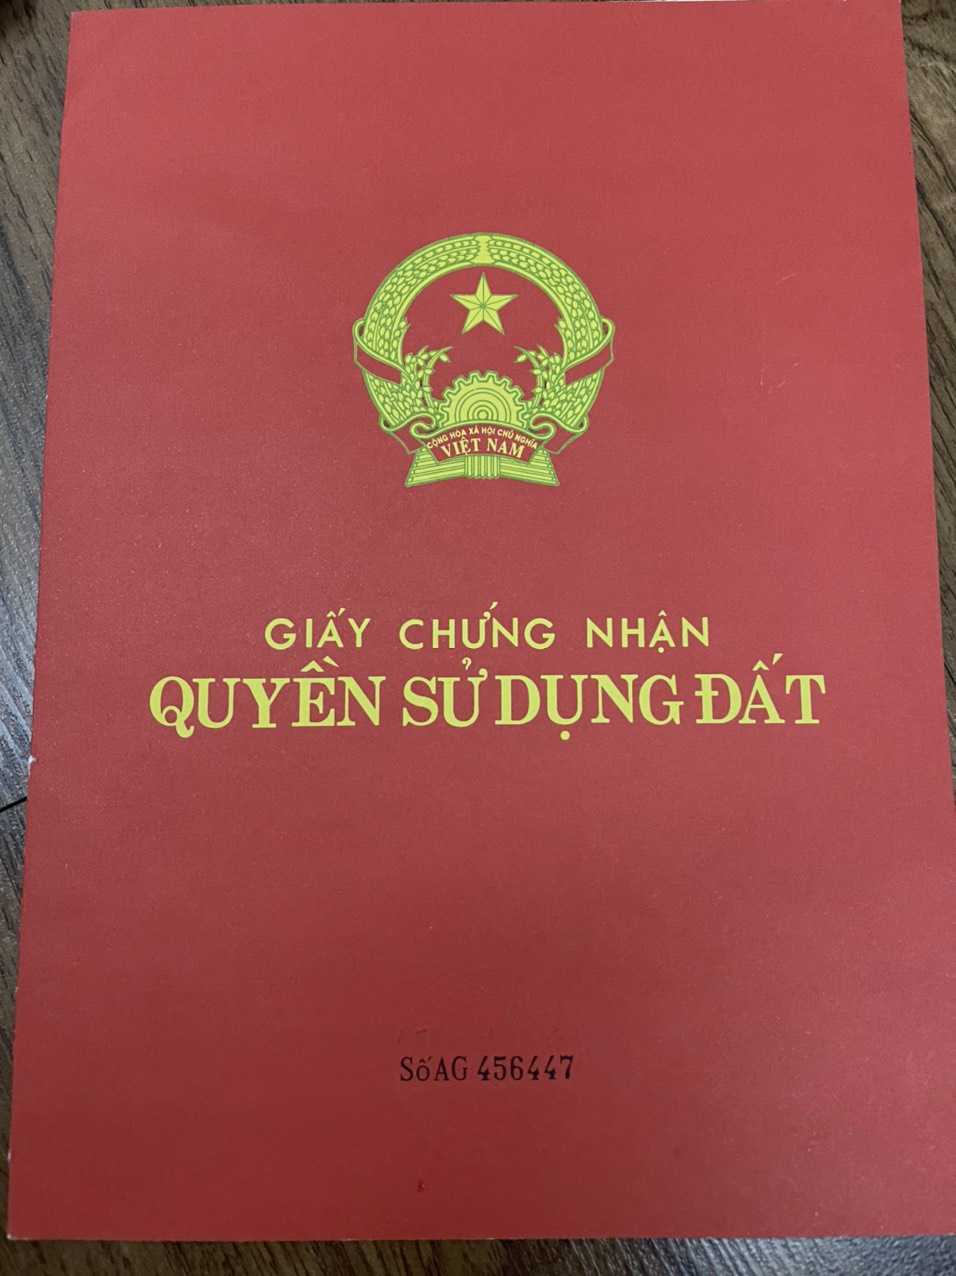 CỘNG HÒA XÃ HỘI CHỦ NGHĨA
VIỆT NAM
GIẤY CHỨNG NHẬN
QUYỀN SỬ DỤNG ĐẤT
Số AG 456447